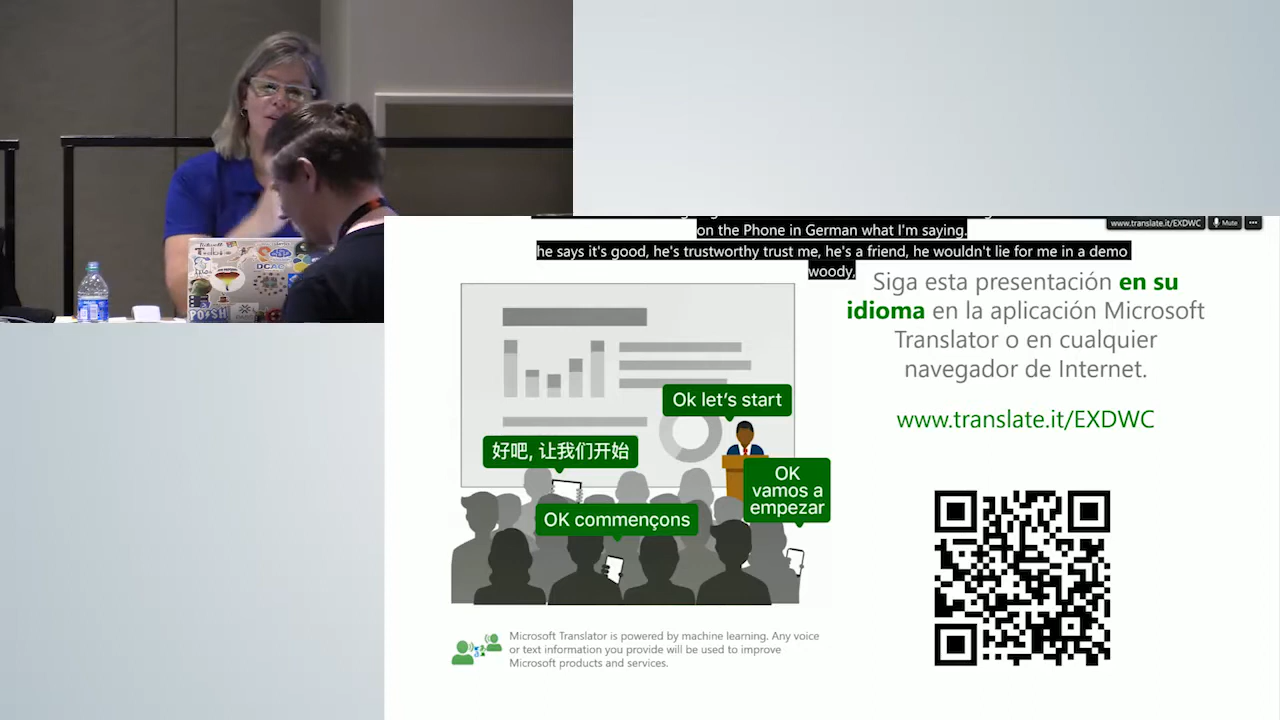 on the Phone in German what I'm saying.
he says it's good, he's trustworthy trust me, he's a friend, he wouldn't lie for me in a demo
woody,
www.translate.it/EXDWC
Mute
Siga esta presentación en su
idioma en la aplicación Microsoft
Translator o en cualquier
navegador de Internet.
www.translate.it/EXDWC
Ok let's start
好吧, 让我们开始
OK
vamos a
empezar
OK commençons
Microsoft Translator is powered by machine learning. Any voice
or text information you provide will be used to improve
Microsoft products and services.
DCAC